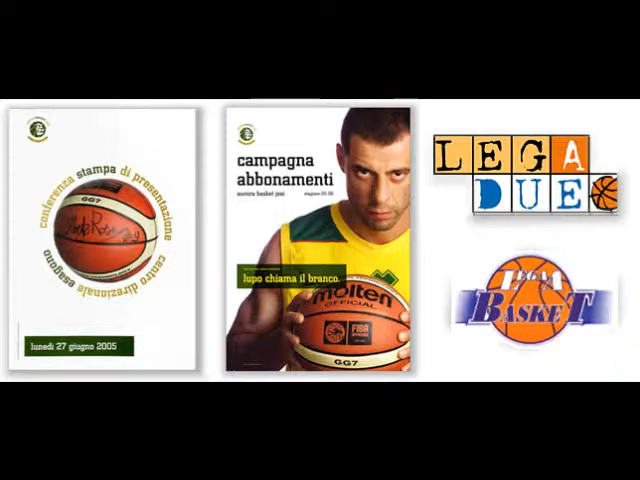 conferenza stampa di presentazione
centro direzionale esagono
GG7
lunedì 27 giugno 2005
campagna
abbonamenti
aurora basket jesi stagione 05-06
lupo chiama il branco.
molten
OFFICIAL
FIBA
GG7
LEGA
DUE
LEGA
BASKET